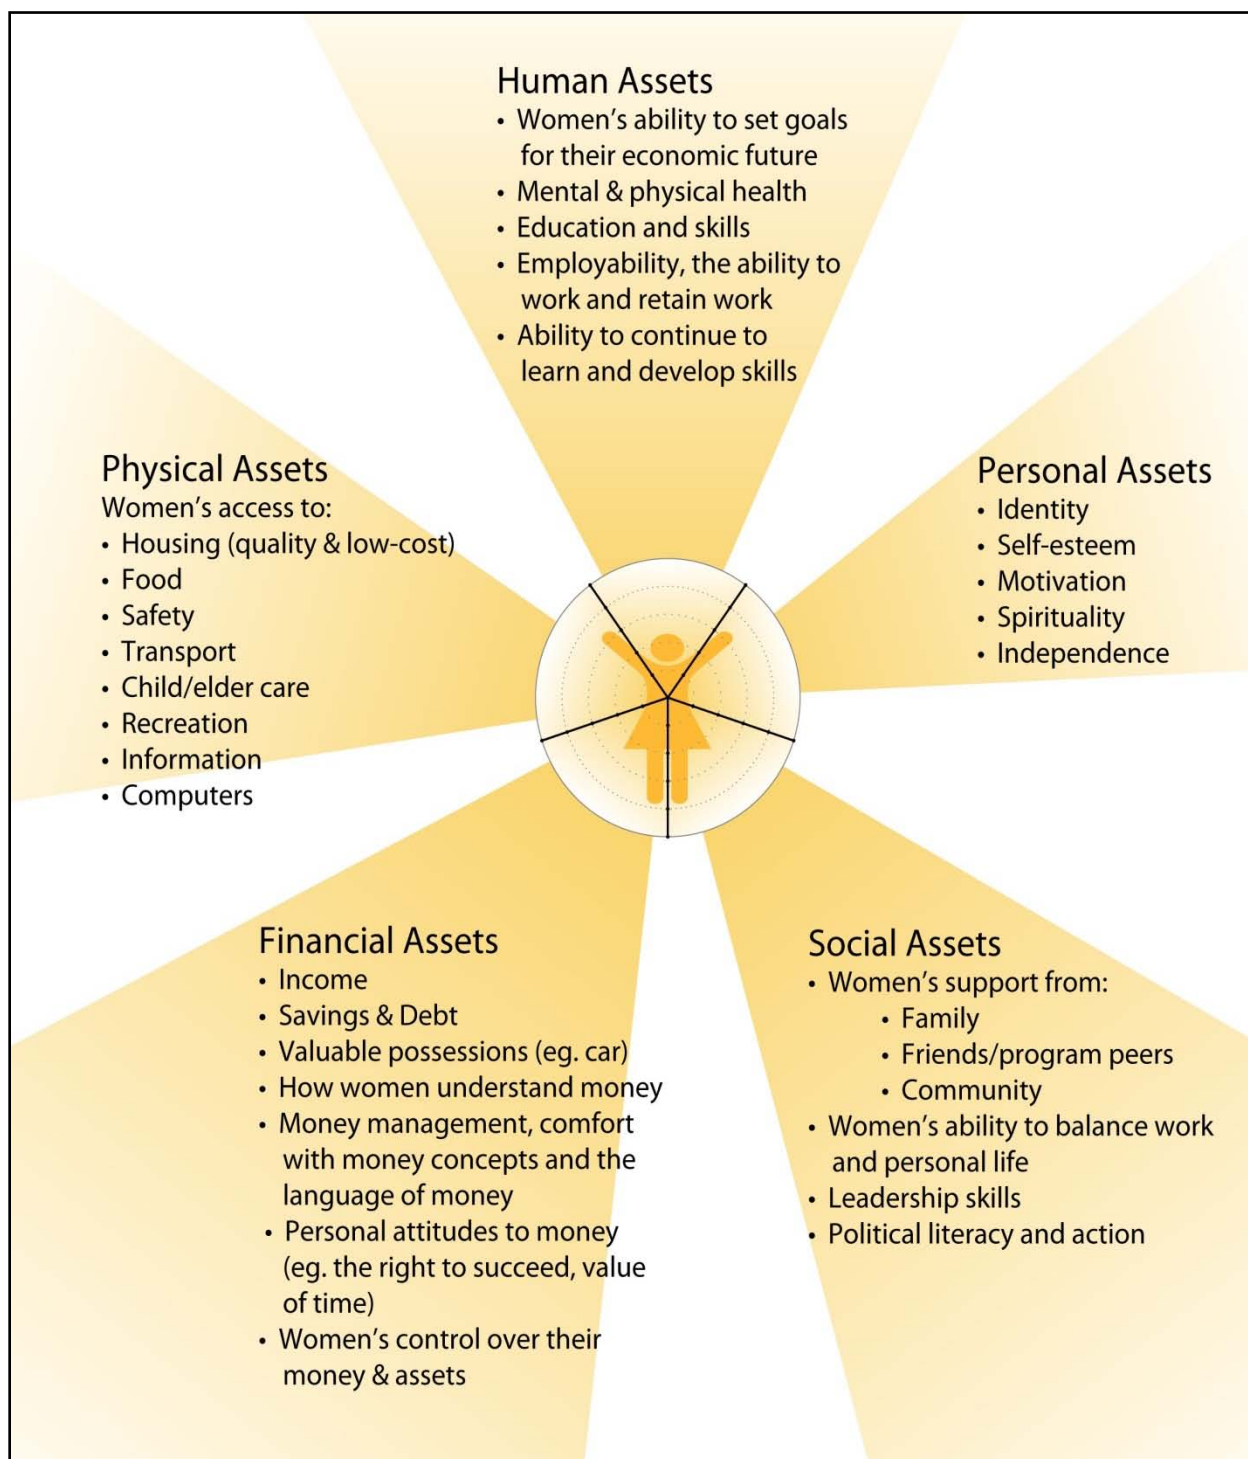 Human Assets
• Women's ability to set goals
for their economic future
• Mental & physical health
• Education and skills
• Employability, the ability to
work and retain work
• Ability to continue to
learn and develop skills
Physical Assets
Women's access to:
• Housing (quality & low-cost)
• Food
• Safety
• Transport
• Child/elder care
• Recreation
• Information
• Computers
Personal Assets
• Identity
• Self-esteem
• Motivation
• Spirituality
• Independence
Financial Assets
• Income
• Savings & Debt
• Valuable possessions (eg. car)
• How women understand money
• Money management, comfort
with money concepts and the
language of money
• Personal attitudes to money
(eg. the right to succeed, value
of time)
• Women's control over their
money & assets
Social Assets
• Women's support from:
• Family
• Friends/program peers
• Community
• Women's ability to balance work
and personal life
• Leadership skills
• Political literacy and action